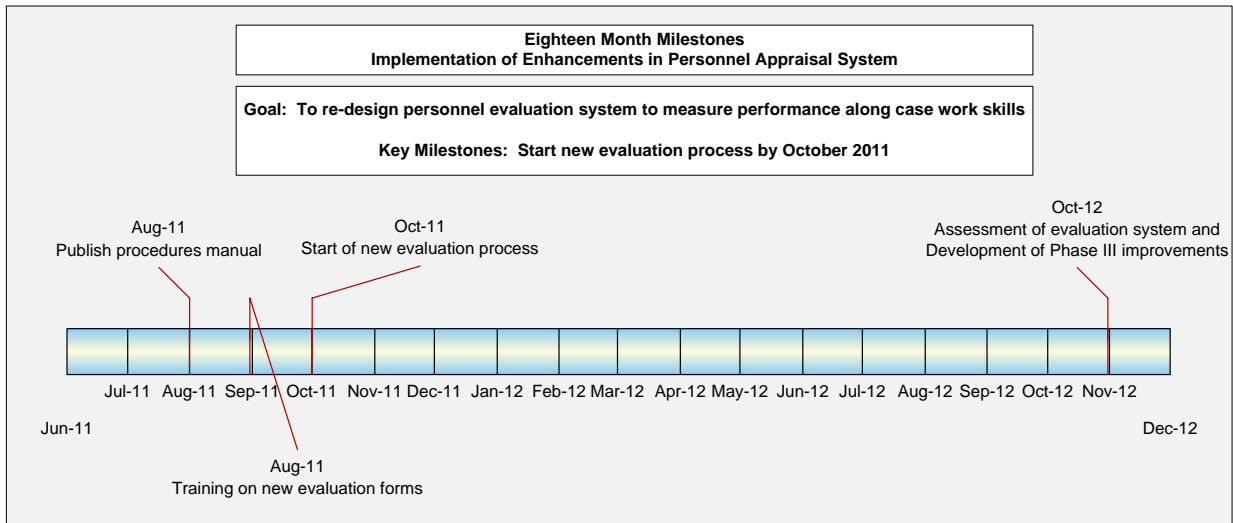 Eighteen Month Milestones
Implementation of Enhancements in Personnel Appraisal System
Goal: To re-design personnel evaluation system to measure performance along case work skills
Key Milestones: Start new evaluation process by October 2011
Aug-11
Publish procedures manual
Oct-11
Start of new evaluation process
Oct-12
Assessment of evaluation system and
Development of Phase III improvements
Jul-11 Aug-11 Sep-11 Oct-11 Nov-11 Dec-11 Jan-12 Feb-12 Mar-12 Apr-12 May-12 Jun-12 Jul-12 Aug-12 Sep-12 Oct-12 Nov-12
Jun-11 Dec-12
Aug-11
Training on new evaluation forms